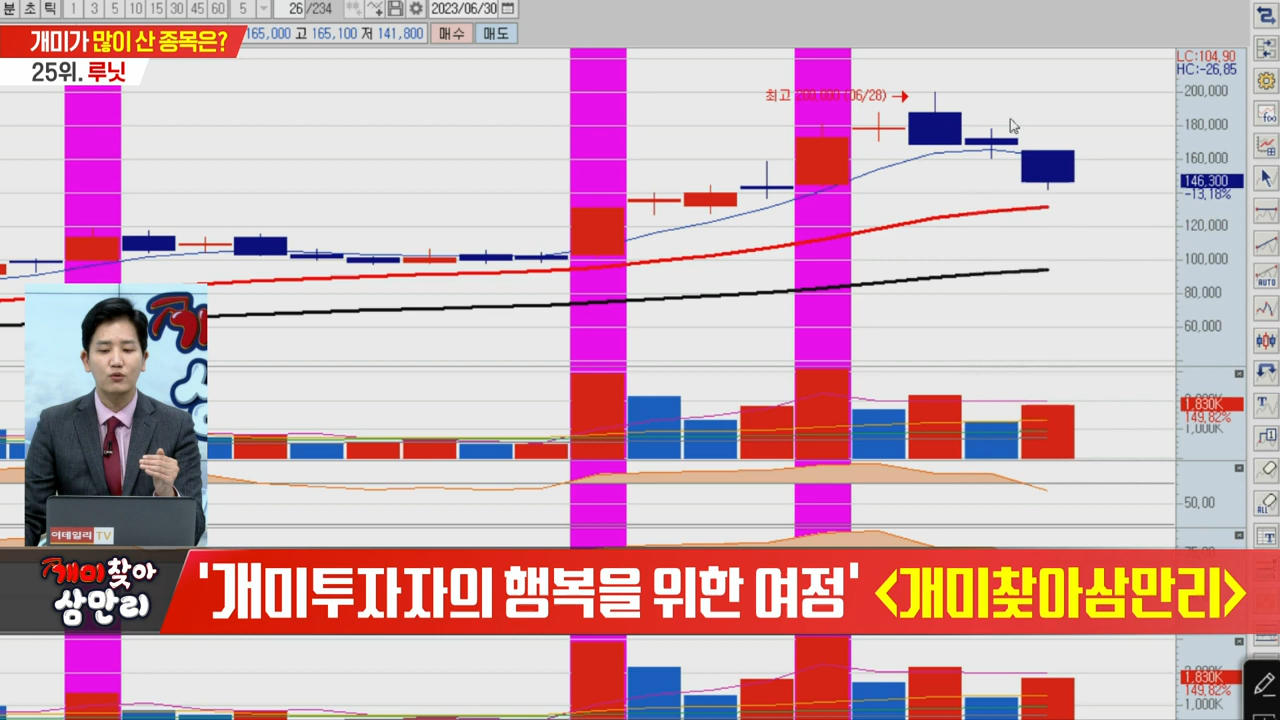 분 초 틱 1 3 5 10 15 30 45 60 5 26 /234 2023/06/30
개미가 많이 산 종목은?
165,000 고 165,100 저 141,800 매수 매도
25위. 루닛
LC:104,90
HC:-26,85
최고 200,000 (06/28) →
200,000
180,000
160,000
146,300
-13,18%
120,000
100,000
80,000
60,000
AUTO
1,830K
149,82%
1,000K
50,00
ALL
이데일리 TV
개미찾아
삼만리
'개미투자자의 행복을 위한 여정' <개미찾아삼만리>
1,830K
149,82%
1,000K